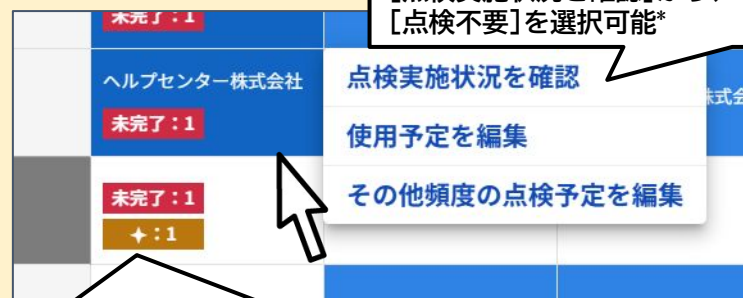 [点検不要]を選択可能*
未完了：1
ヘルプセンター株式会社
未完了：1
点検実施状況を確認
使用予定を編集
その他頻度の点検予定を編集
株式会
未完了：1
✦：1